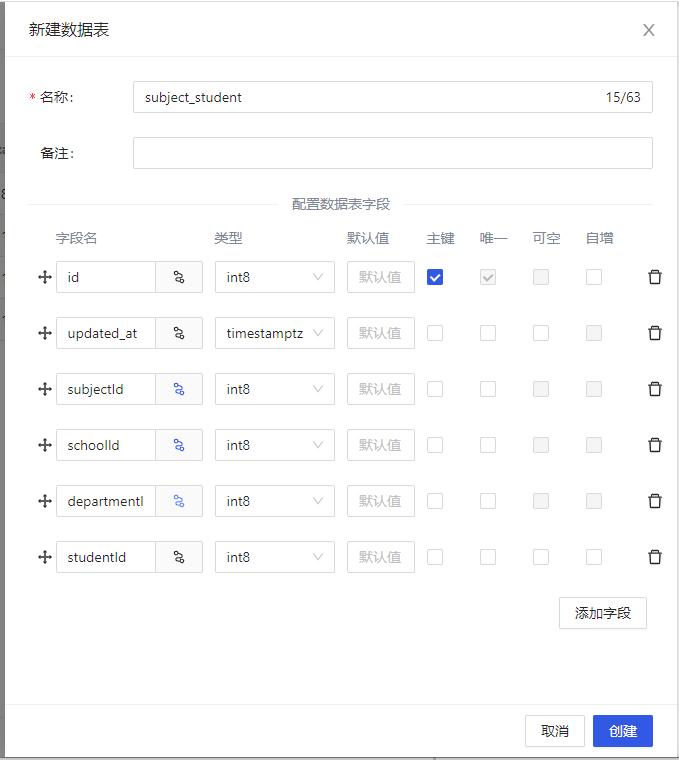 新建数据表
* 名称: subject_student 15/63
备注:
配置数据表字段
字段名 类型 默认值 主键 唯一 可空 自增
id int8 默认值
updated_at timestamptz 默认值
subjectId int8 默认值
schoolId int8 默认值
departmentI int8 默认值
studentId int8 默认值
添加字段
取消 创建